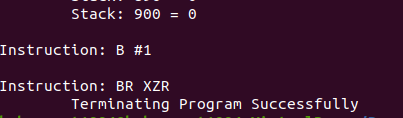 Stack: 900 = 0
Instruction: B #1
Instruction: BR XZR
Terminating Program Successfully